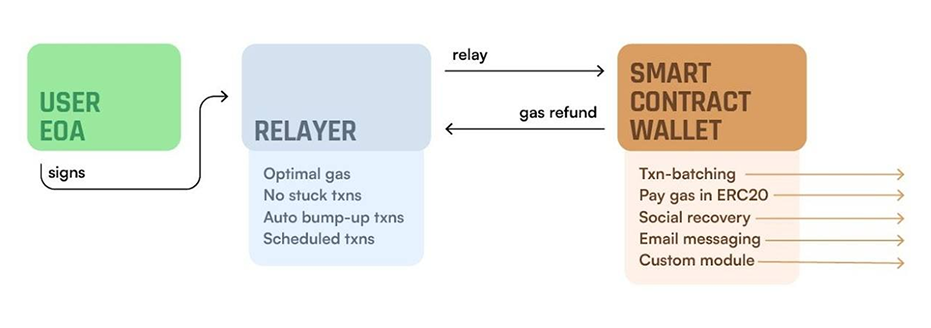 USER
EOA
signs
RELAYER
Optimal gas
No stuck txns
Auto bump-up txns
Scheduled txns
relay
gas refund
SMART
CONTRACT
WALLET
Txn-batching
Pay gas in ERC20
Social recovery
Email messaging
Custom module